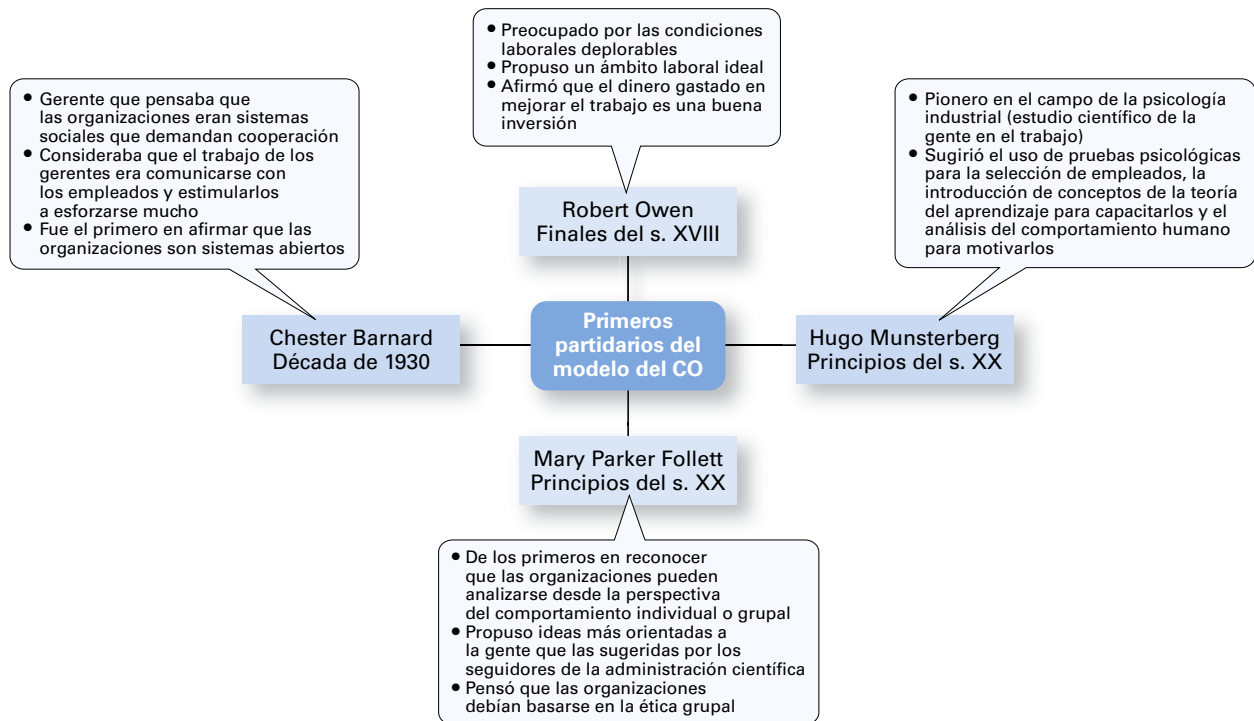 • Preocupado por las condiciones
laborales deplorables
• Propuso un ámbito laboral ideal
• Afirmó que el dinero gastado en
mejorar el trabajo es una buena
inversión
• Gerente que pensaba que
las organizaciones eran sistemas
sociales que demandan cooperación
• Consideraba que el trabajo de los
gerentes era comunicarse con
los empleados y estimularlos
a esforzarse mucho
• Fue el primero en afirmar que las
organizaciones son sistemas abiertos
• Pionero en el campo de la psicología
industrial (estudio científico de la
gente en el trabajo)
• Sugirió el uso de pruebas psicológicas
para la selección de empleados, la
introducción de conceptos de la teoría
del aprendizaje para capacitarlos y el
análisis del comportamiento humano
para motivarlos
Robert Owen
Finales del s. XVIII
Chester Barnard
Década de 1930
Primeros
partidarios del
modelo del CO
Hugo Munsterberg
Principios del s. XX
Mary Parker Follett
Principios del s. XX
• De los primeros en reconocer
que las organizaciones pueden
analizarse desde la perspectiva
del comportamiento individual o grupal
• Propuso ideas más orientadas a
la gente que las sugeridas por los
seguidores de la administración científica
• Pensó que las organizaciones
debían basarse en la ética grupal